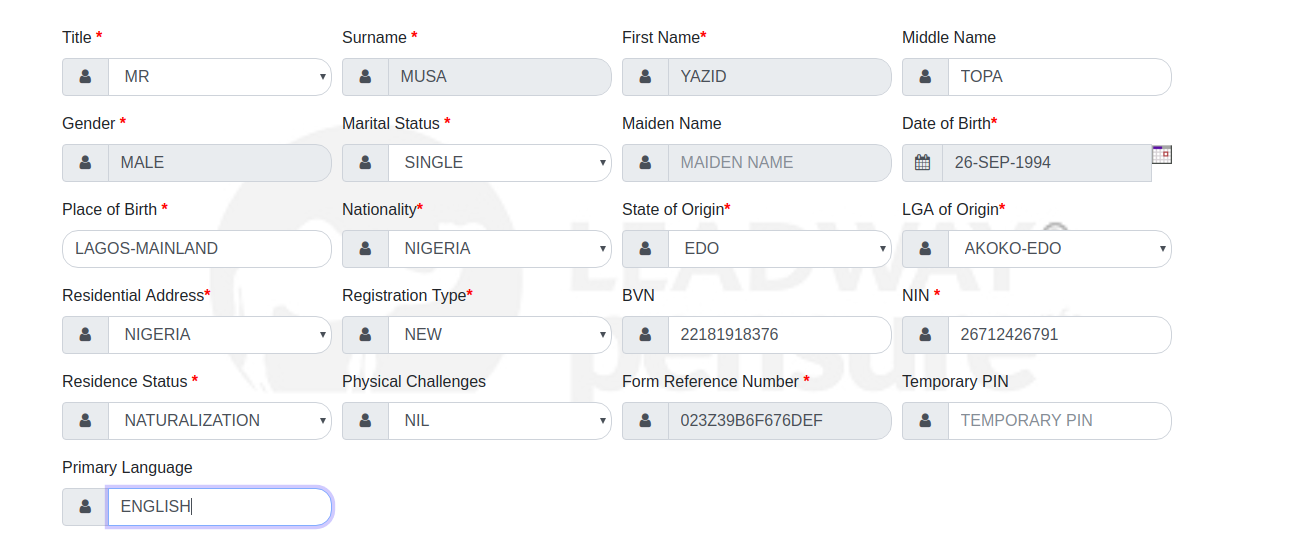 Title * Surname * First Name* Middle Name
MR MUSA YAZID TOPA
Gender * Marital Status * Maiden Name Date of Birth*
MALE SINGLE MAIDEN NAME 26-SEP-1994
Place of Birth * Nationality* State of Origin* LGA of Origin*
LAGOS-MAINLAND NIGERIA EDO AKOKO-EDO
LEADWAY
Residential Address* Registration Type* BVN NIN *
NIGERIA NEW 22181918376 26712426791
pensure
Residence Status * Physical Challenges Form Reference Number * Temporary PIN
NATURALIZATION NIL 023Z39B6F676DEF TEMPORARY PIN
Primary Language
ENGLISH